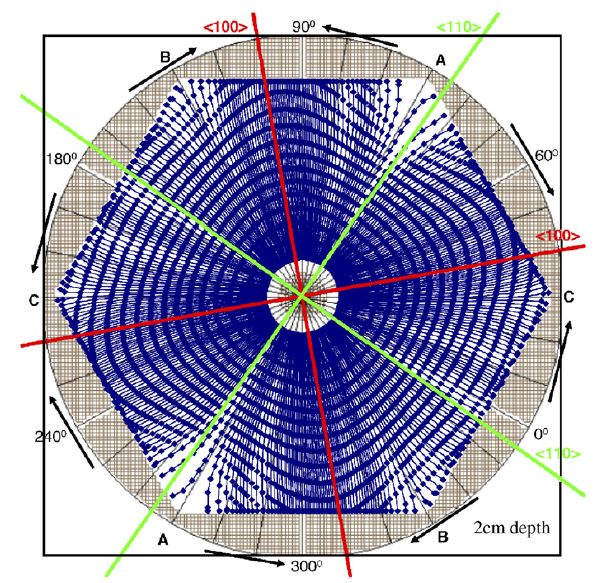 <100> 90⁰ <110>
B A
180⁰ 60⁰
<100>
C C
240⁰ 0⁰
<110>
A B 2cm depth
300⁰